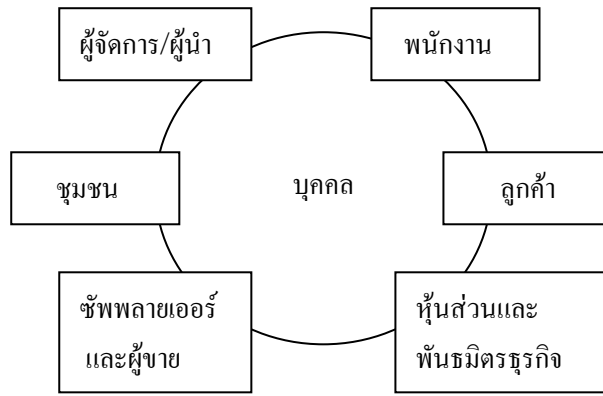 ผู้จัดการ/ผู้นำ
พนักงาน
ชุมชน
บุคคล
ลูกค้า
ซัพพลายเออร์
และผู้ขาย
หุ้นส่วนและ
พันธมิตรธุรกิจ